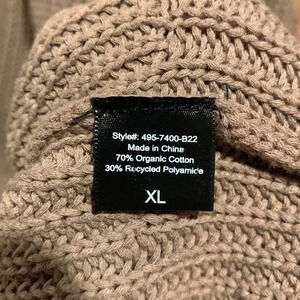 Style#: 495-7400-B22
Made in China
70% Organic Cotton
30% Recycled Polyamide
XL